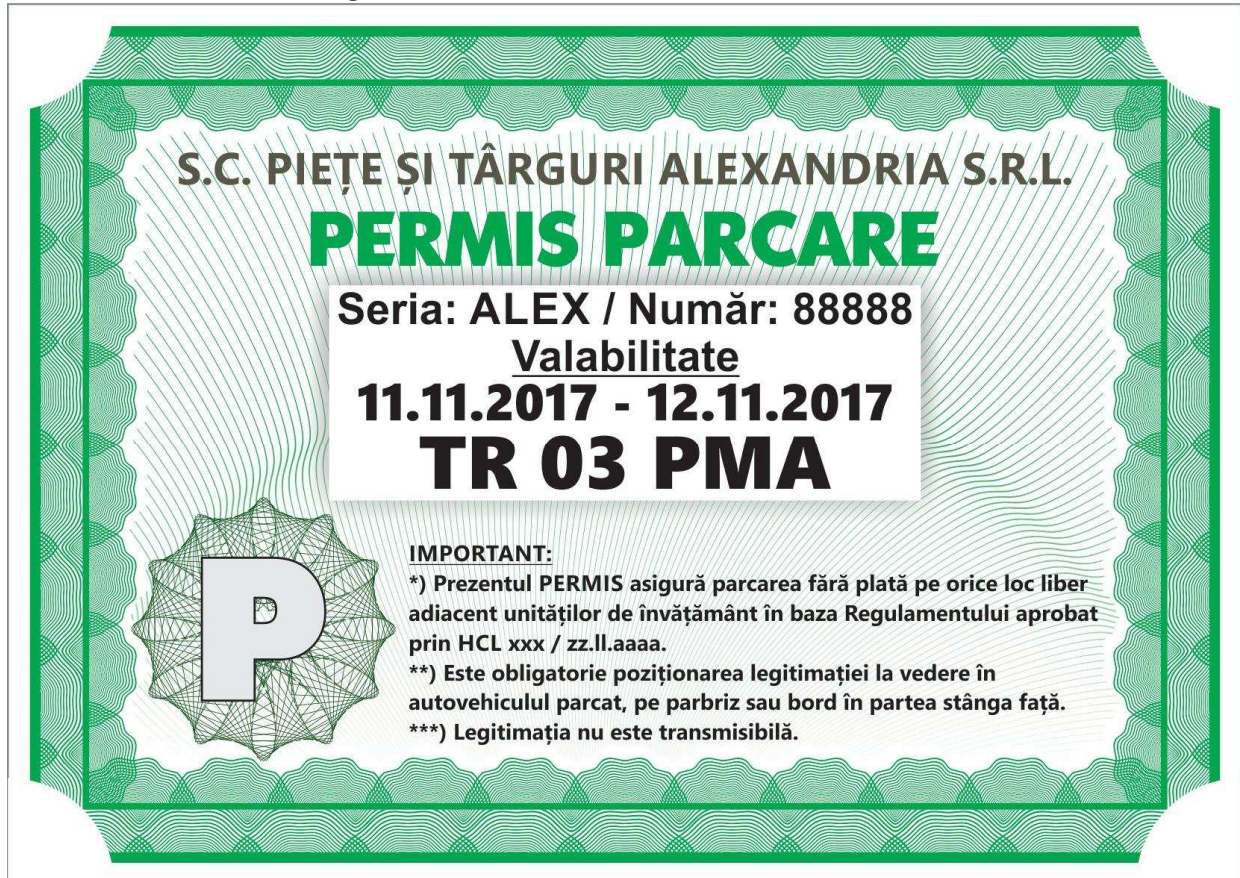 S.C. PIEȚE ȘI TÂRGURI ALEXANDRIA S.R.L.
PERMIS PARCARE
Seria: ALEX / Număr: 88888
Valabilitate
11.11.2017 - 12.11.2017
TR 03 PMA
P
IMPORTANT:
*) Prezentul PERMIS asigură parcarea fără plată pe orice loc liber
adiacent unităților de învățământ în baza Regulamentului aprobat
prin HCL xxx / zz.ll.aaaa.
**) Este obligatorie poziționarea legitimației la vedere în
autovehiculul parcat, pe parbriz sau bord în partea stânga față.
***) Legitimația nu este transmisibilă.